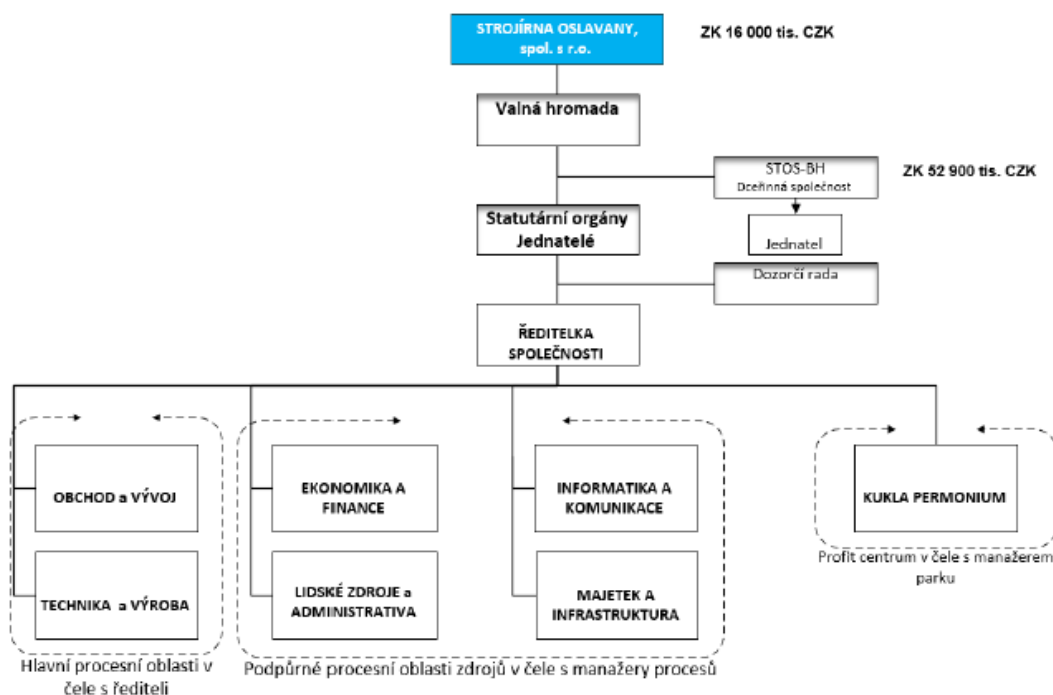 STROJÍRNA OSLAVANY,
spol. s r.o.
ZK 16 000 tis. CZK
Valná hromada
STOS-BH
Dceřinná společnost
ZK 52 900 tis. CZK
Statutární orgány
Jednatelé
Jednatel
Dozorčí rada
ŘEDITELKA
SPOLEČNOSTI
OBCHOD a VÝVOJ
EKONOMIKA A
FINANCE
INFORMATIKA A
KOMUNIKACE
KUKLA PERMONIUM
Profit centrum v čele s manažerem
parku
TECHNIKA a VÝROBA
LIDSKÉ ZDROJE a
ADMINISTRATIVA
MAJETEK A
INFRASTRUKTURA
Hlavní procesní oblasti v
čele s řediteli
Podpůrné procesní oblasti zdrojů v čele s manažery procesů